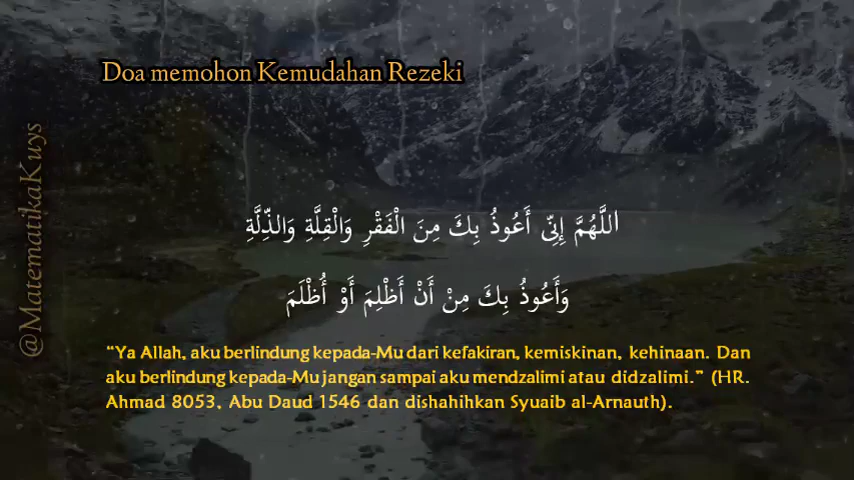 Doa memohon Kemudahan Rezeki
@MatematikaKuys
اللَّهُمَّ إِنِّى أَعُوذُ بِكَ مِنَ الْفَقْرِ وَالْقِلَّةِ وَالذِّلَّةِ
وَأَعُوذُ بِكَ مِنْ أَنْ أَظْلِمَ أَوْ أُظْلَمَ
“Ya Allah, aku berlindung kepada-Mu dari kefakiran, kemiskinan, kehinaan. Dan
aku berlindung kepada-Mu jangan sampai aku mendzalimi atau didzalimi.” (HR.
Ahmad 8053, Abu Daud 1546 dan dishahihkan Syuaib al-Arnauth).